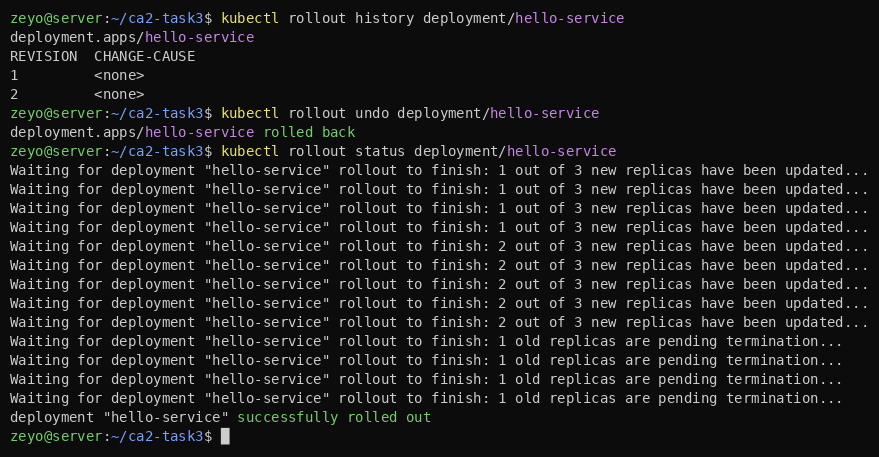 zeyo@server:~/ca2-task3$ kubectl rollout history deployment/hello-service
deployment.apps/hello-service
REVISION  CHANGE-CAUSE
1         <none>
2         <none>
zeyo@server:~/ca2-task3$ kubectl rollout undo deployment/hello-service
deployment.apps/hello-service rolled back
zeyo@server:~/ca2-task3$ kubectl rollout status deployment/hello-service
Waiting for deployment "hello-service" rollout to finish: 1 out of 3 new replicas have been updated...
Waiting for deployment "hello-service" rollout to finish: 1 out of 3 new replicas have been updated...
Waiting for deployment "hello-service" rollout to finish: 1 out of 3 new replicas have been updated...
Waiting for deployment "hello-service" rollout to finish: 1 out of 3 new replicas have been updated...
Waiting for deployment "hello-service" rollout to finish: 2 out of 3 new replicas have been updated...
Waiting for deployment "hello-service" rollout to finish: 2 out of 3 new replicas have been updated...
Waiting for deployment "hello-service" rollout to finish: 2 out of 3 new replicas have been updated...
Waiting for deployment "hello-service" rollout to finish: 2 out of 3 new replicas have been updated...
Waiting for deployment "hello-service" rollout to finish: 2 out of 3 new replicas have been updated...
Waiting for deployment "hello-service" rollout to finish: 1 old replicas are pending termination...
Waiting for deployment "hello-service" rollout to finish: 1 old replicas are pending termination...
Waiting for deployment "hello-service" rollout to finish: 1 old replicas are pending termination...
Waiting for deployment "hello-service" rollout to finish: 1 old replicas are pending termination...
deployment "hello-service" successfully rolled out
zeyo@server:~/ca2-task3$